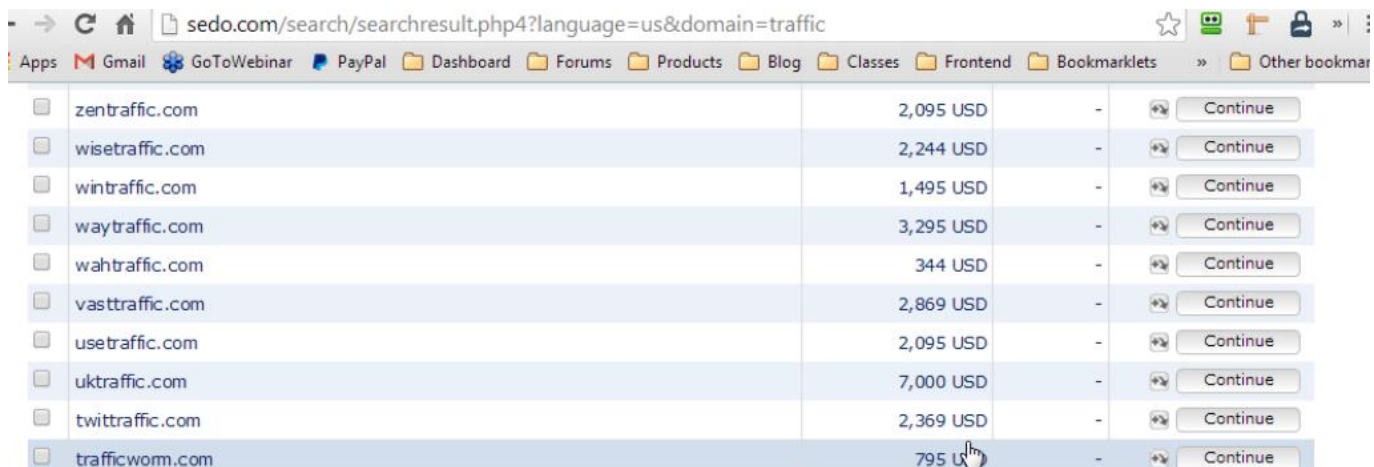 sedo.com/search/searchresult.php4?language=us&domain=traffic
Apps Gmail GoToWebinar PayPal Dashboard Forums Products Blog Classes Frontend Bookmarklets » Other bookmar
zentraffic.com 2,095 USD - Continue
wisetraffic.com 2,244 USD - Continue
wintraffic.com 1,495 USD - Continue
waytraffic.com 3,295 USD - Continue
wahtraffic.com 344 USD - Continue
vasttraffic.com 2,869 USD - Continue
usetraffic.com 2,095 USD - Continue
uktraffic.com 7,000 USD - Continue
twittraffic.com 2,369 USD - Continue
trafficworm.com 795 - Continue